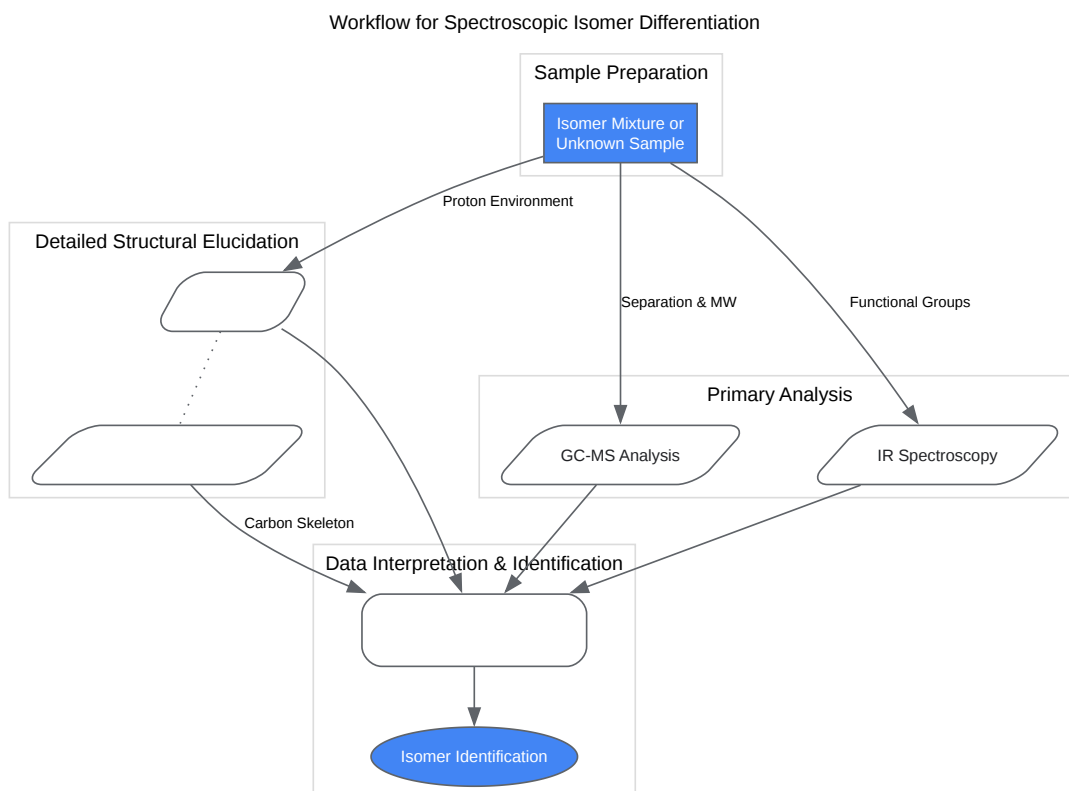 Workflow for Spectroscopic Isomer Differentiation
Sample Preparation
Isomer Mixture or
Unknown Sample
Proton Environment
Detailed Structural Elucidation
Separation & MW
Functional Groups
Primary Analysis
GC-MS Analysis
IR Spectroscopy
Carbon Skeleton
Data Interpretation & Identification
Isomer Identification